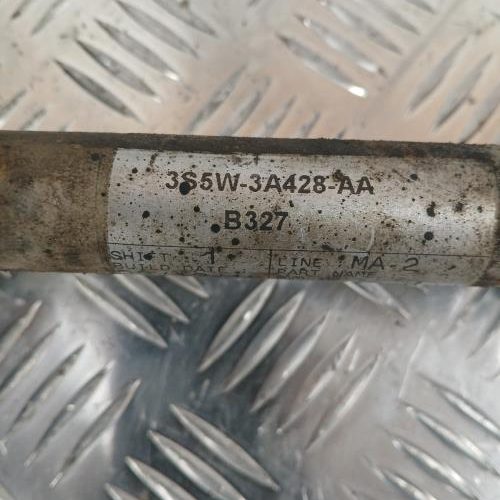 3S5W-3A428-AA
B327
SHIFT 1 LINE MA-2
BUILD DATE PART NAME